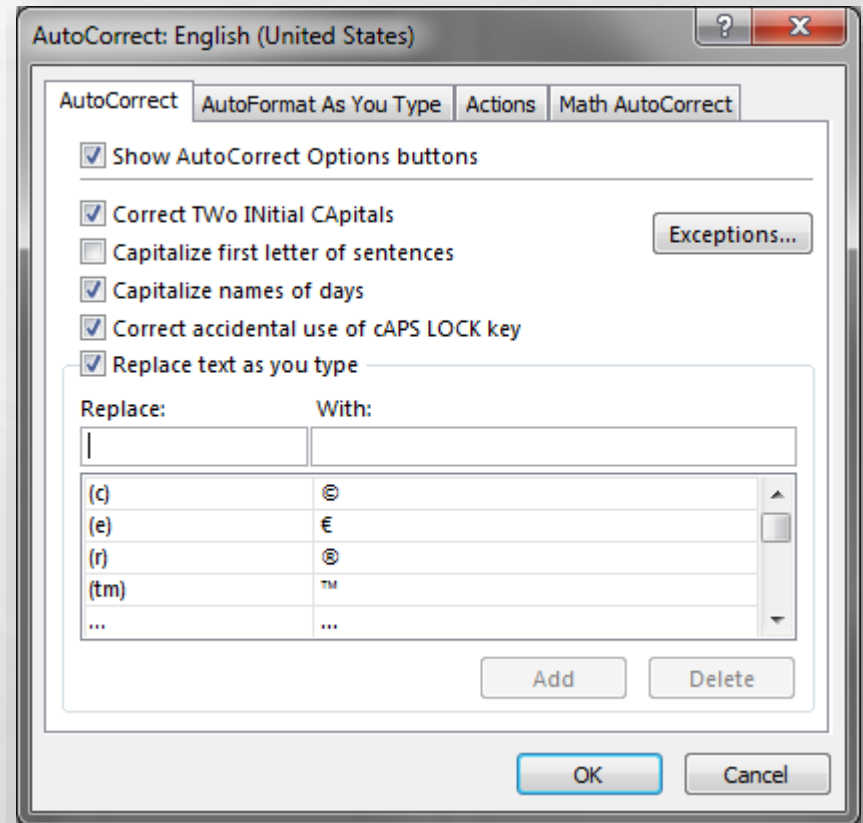 AutoCorrect: English (United States) ? X
AutoCorrect AutoFormat As You Type Actions Math AutoCorrect
Show AutoCorrect Options buttons
Correct TWo INitial CApitals
Exceptions...
Capitalize first letter of sentences
Capitalize names of days
Correct accidental use of cAPS LOCK key
Replace text as you type
Replace: With:
(c) ©
(e) €
(r) ®
(tm) ™
... ...
Add Delete
OK Cancel